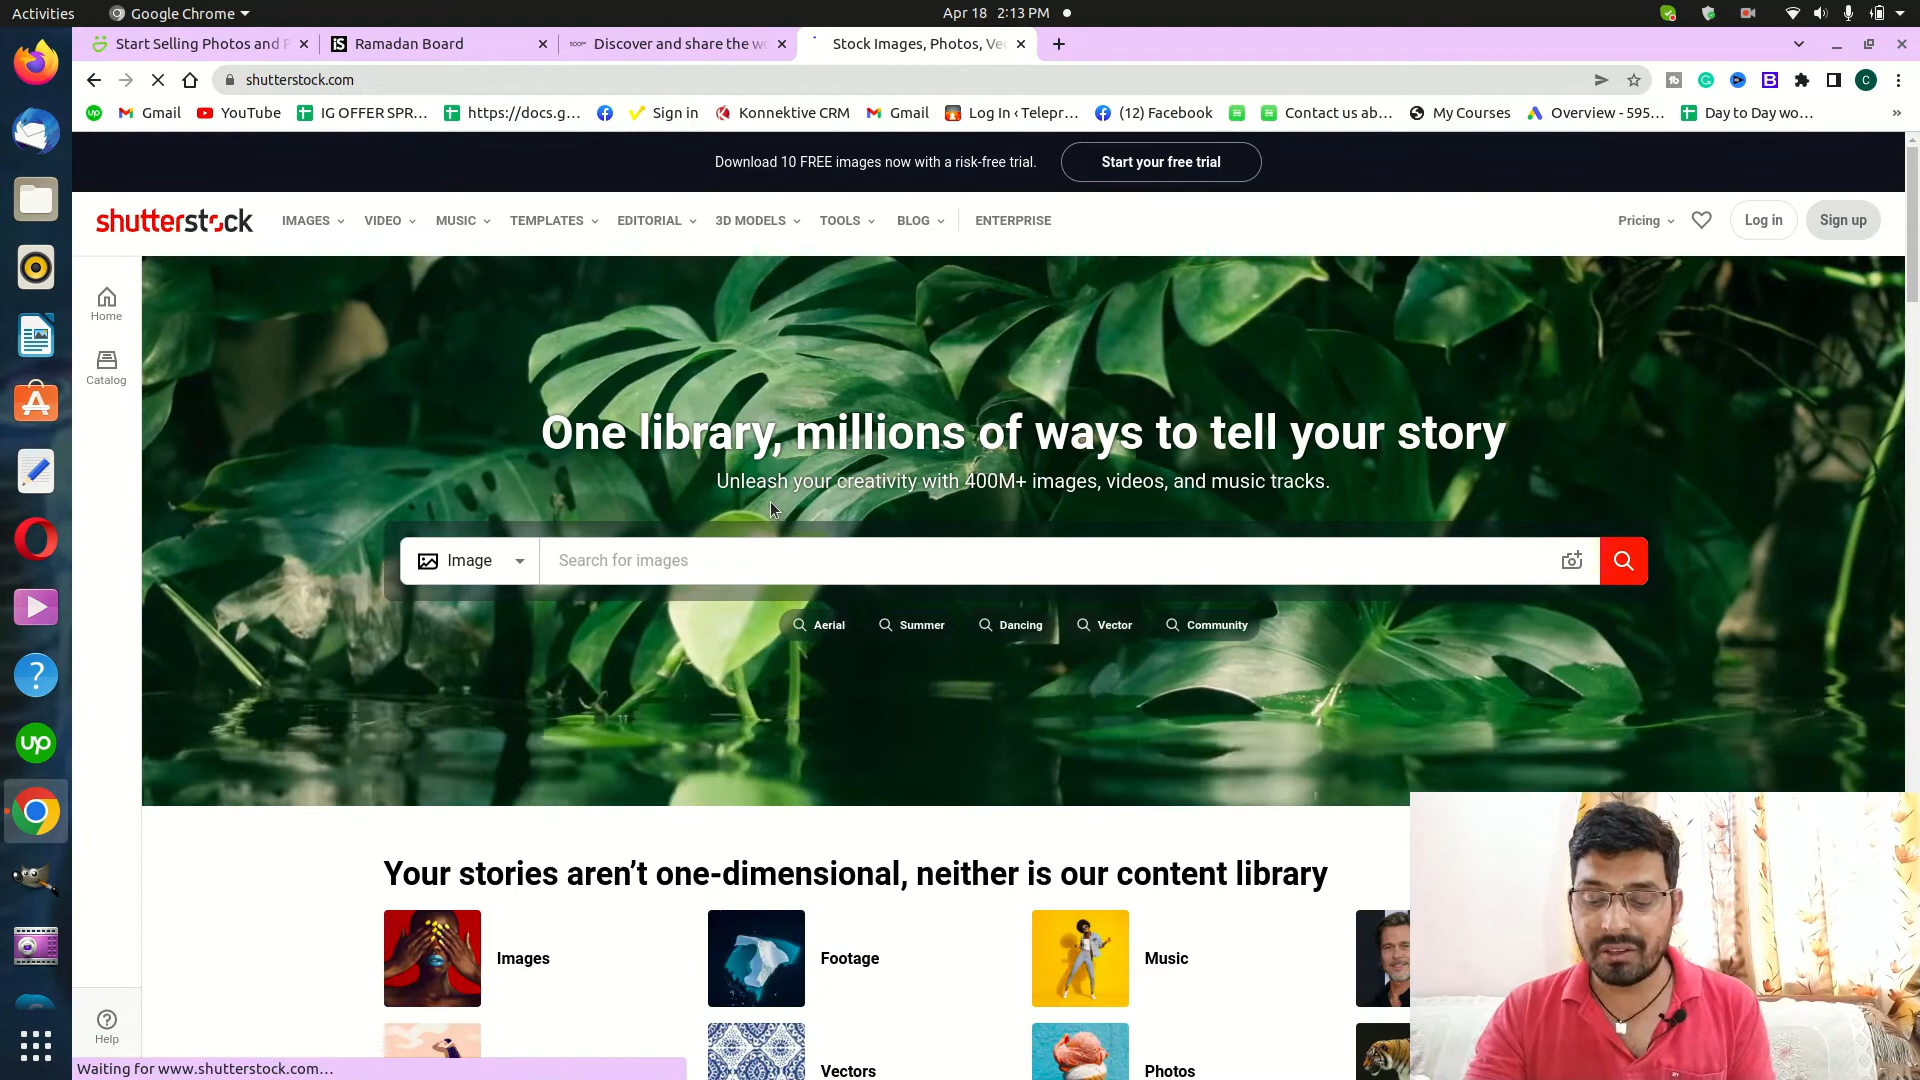 Activities
Google Chrome
Apr 18 2:13 PM
Start Selling Photos and P
iS Ramadan Board
Discover and share the wo
Stock Images, Photos, Vec
shutterstock.com
C
up
Gmail
YouTube
IG OFFER SPR...
https://docs.g...
Sign in
Konnektive CRM
Gmail
Log In ‹ Telepr...
(12) Facebook
Contact us ab...
My Courses
Overview - 595...
Day to Day wo...
Download 10 FREE images now with a risk-free trial.
Start your free trial
shutterstock
IMAGES
VIDEO
MUSIC
TEMPLATES
EDITORIAL
3D MODELS
TOOLS
BLOG
ENTERPRISE
Pricing
Log in
Sign up
Home
Catalog
One library, millions of ways to tell your story
Unleash your creativity with 400M+ images, videos, and music tracks.
Image
Search for images
Aerial
Summer
Dancing
Vector
Community
up
Your stories aren’t one-dimensional, neither is our content library
Images
Footage
Music
Help
Vectors
Photos
Waiting for www.shutterstock.com...